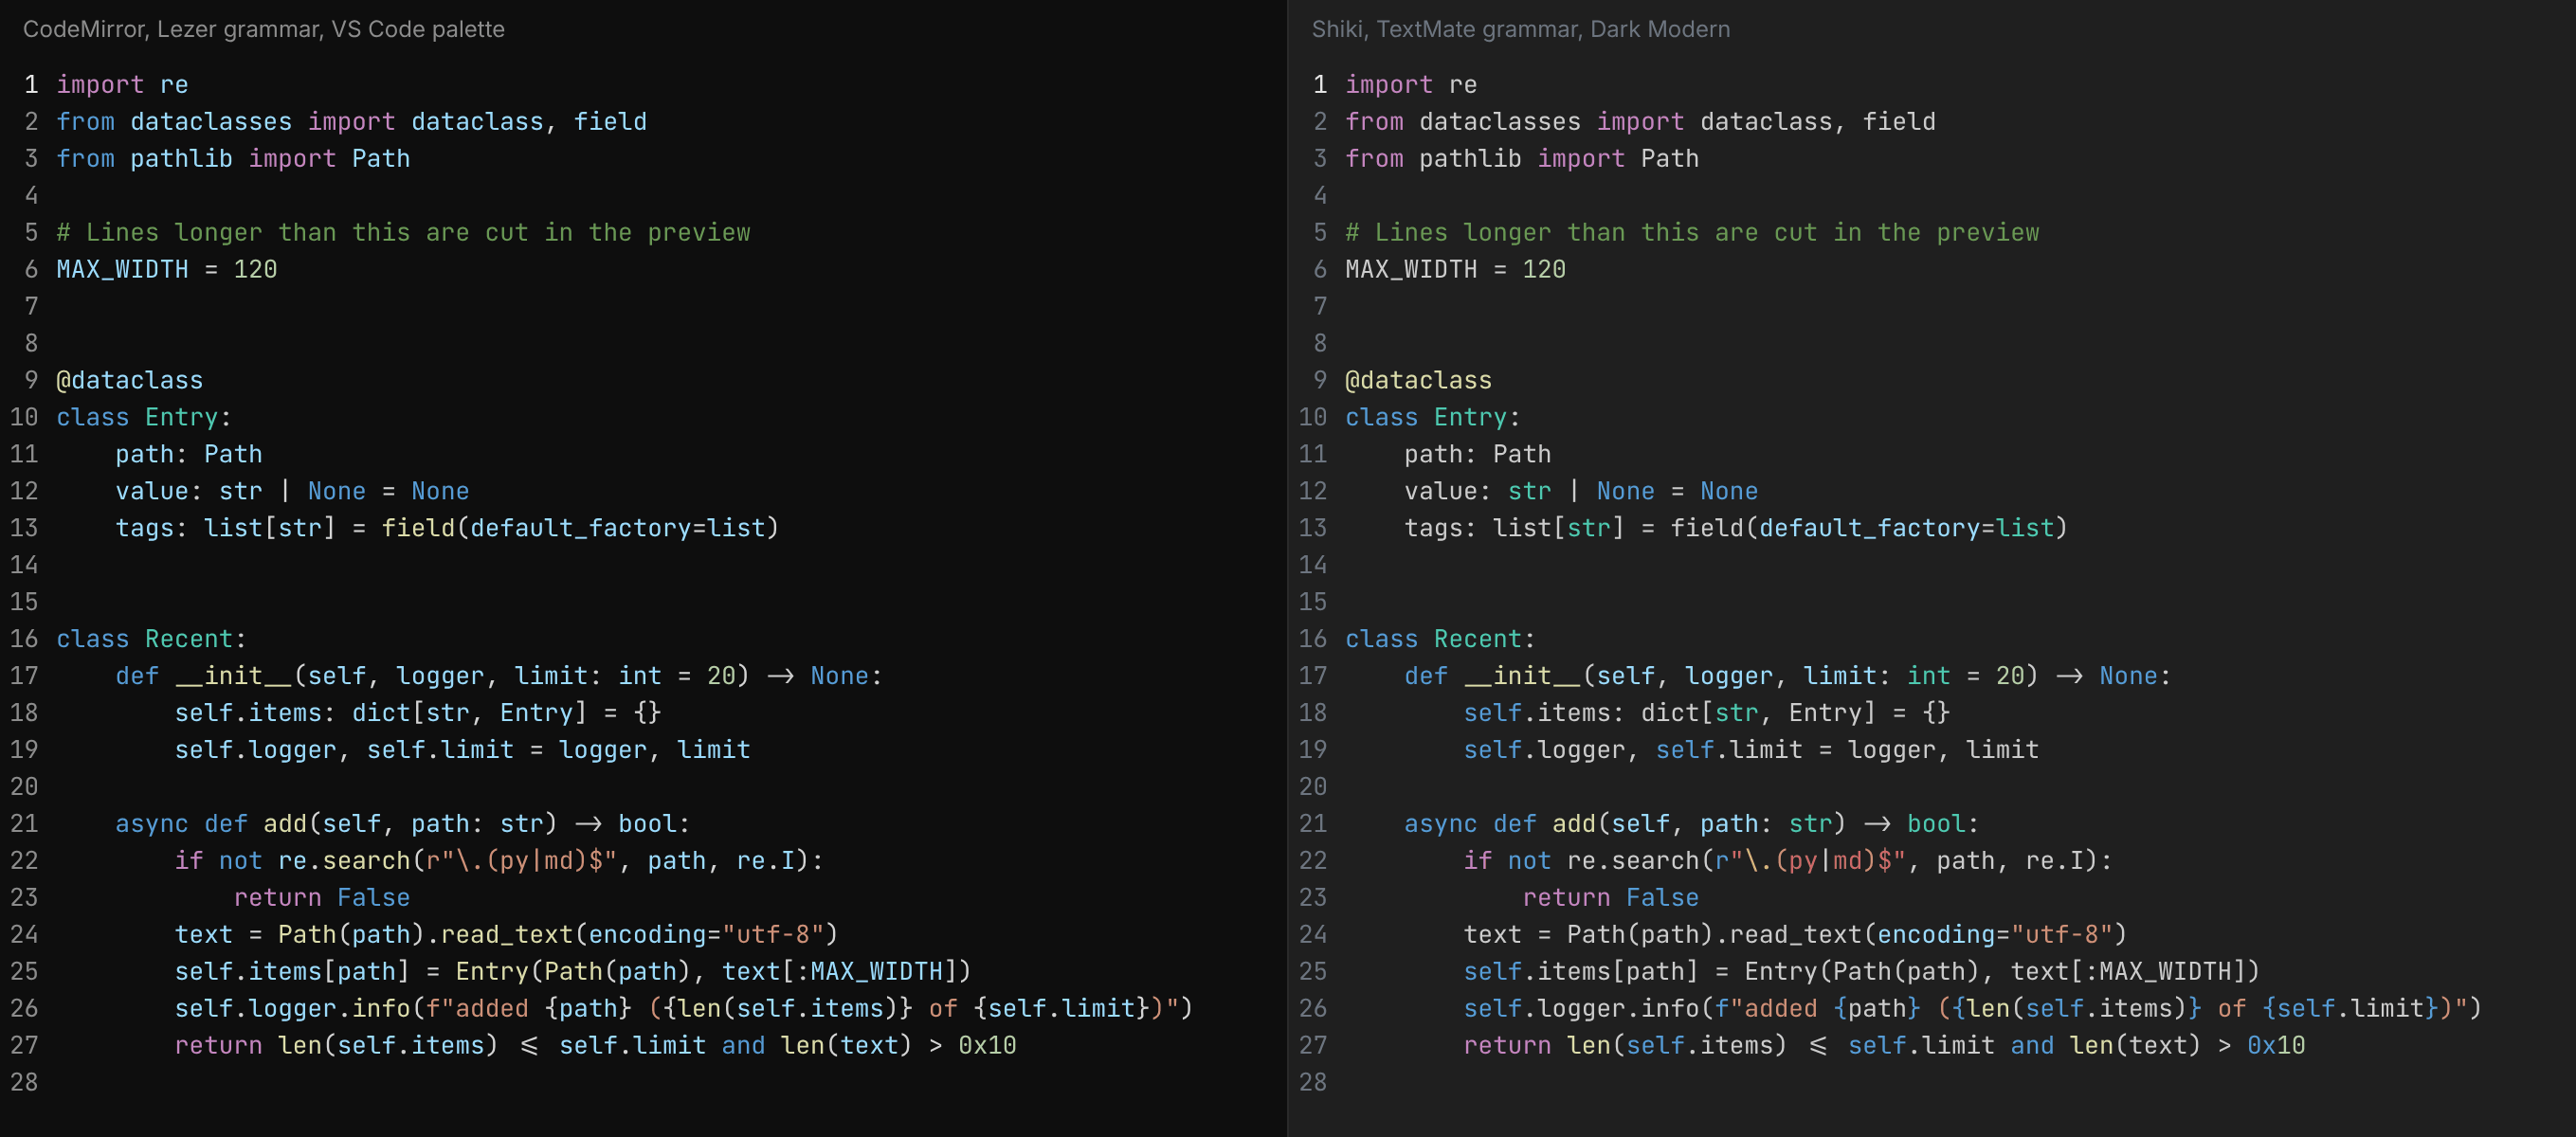 CodeMirror, Lezer grammar, VS Code palette
1 import re
2 from dataclasses import dataclass, field
3 from pathlib import Path
4
5 # Lines longer than this are cut in the preview
6 MAX_WIDTH = 120
7
8
9 @dataclass
10 class Entry:
11     path: Path
12     value: str | None = None
13     tags: list[str] = field(default_factory=list)
14
15
16 class Recent:
17     def __init__(self, logger, limit: int = 20) -> None:
18         self.items: dict[str, Entry] = {}
19         self.logger, self.limit = logger, limit
20
21     async def add(self, path: str) -> bool:
22         if not re.search(r"\.(py|md)$", path, re.I):
23             return False
24         text = Path(path).read_text(encoding="utf-8")
25         self.items[path] = Entry(Path(path), text[:MAX_WIDTH])
26         self.logger.info(f"added {path} ({len(self.items)} of {self.limit})")
27         return len(self.items) <= self.limit and len(text) > 0x10
28
Shiki, TextMate grammar, Dark Modern
1 import re
2 from dataclasses import dataclass, field
3 from pathlib import Path
4
5 # Lines longer than this are cut in the preview
6 MAX_WIDTH = 120
7
8
9 @dataclass
10 class Entry:
11     path: Path
12     value: str | None = None
13     tags: list[str] = field(default_factory=list)
14
15
16 class Recent:
17     def __init__(self, logger, limit: int = 20) -> None:
18         self.items: dict[str, Entry] = {}
19         self.logger, self.limit = logger, limit
20
21     async def add(self, path: str) -> bool:
22         if not re.search(r"\.(py|md)$", path, re.I):
23             return False
24         text = Path(path).read_text(encoding="utf-8")
25         self.items[path] = Entry(Path(path), text[:MAX_WIDTH])
26         self.logger.info(f"added {path} ({len(self.items)} of {self.limit})")
27         return len(self.items) <= self.limit and len(text) > 0x10
28